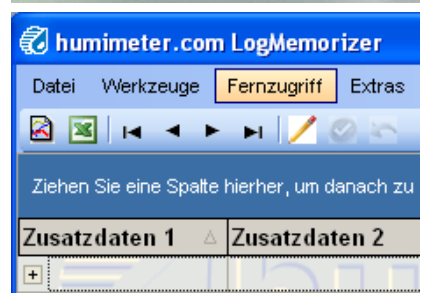 humimeter.com LogMemorizer
Datei Werkzeuge Fernzugriff Extras
Ziehen Sie eine Spalte hierher, um danach zu
Zusatzdaten 1 Zusatzdaten 2